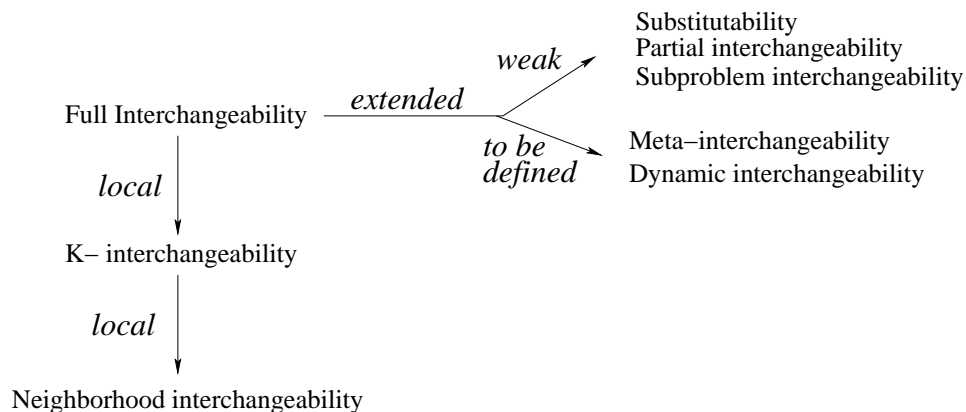 Substitutability
Partial interchangeability
Subproblem interchangeability
weak
extended
Full Interchangeability
to be
defined
Meta−interchangeability
Dynamic interchangeability
local
K− interchangeability
local
Neighborhood interchangeability